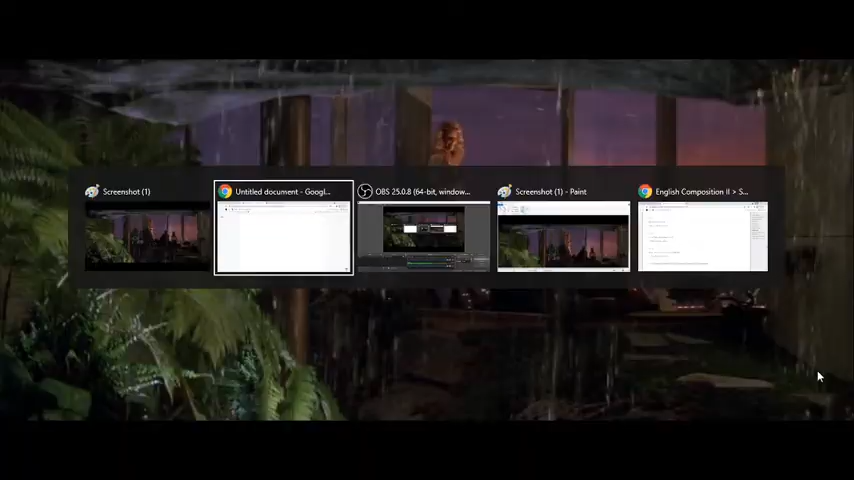 Screenshot (1)
Untitled document - Googl...
OBS 25.0.8 (64-bit, window...
Screenshot (1) - Paint
English Composition II > S...